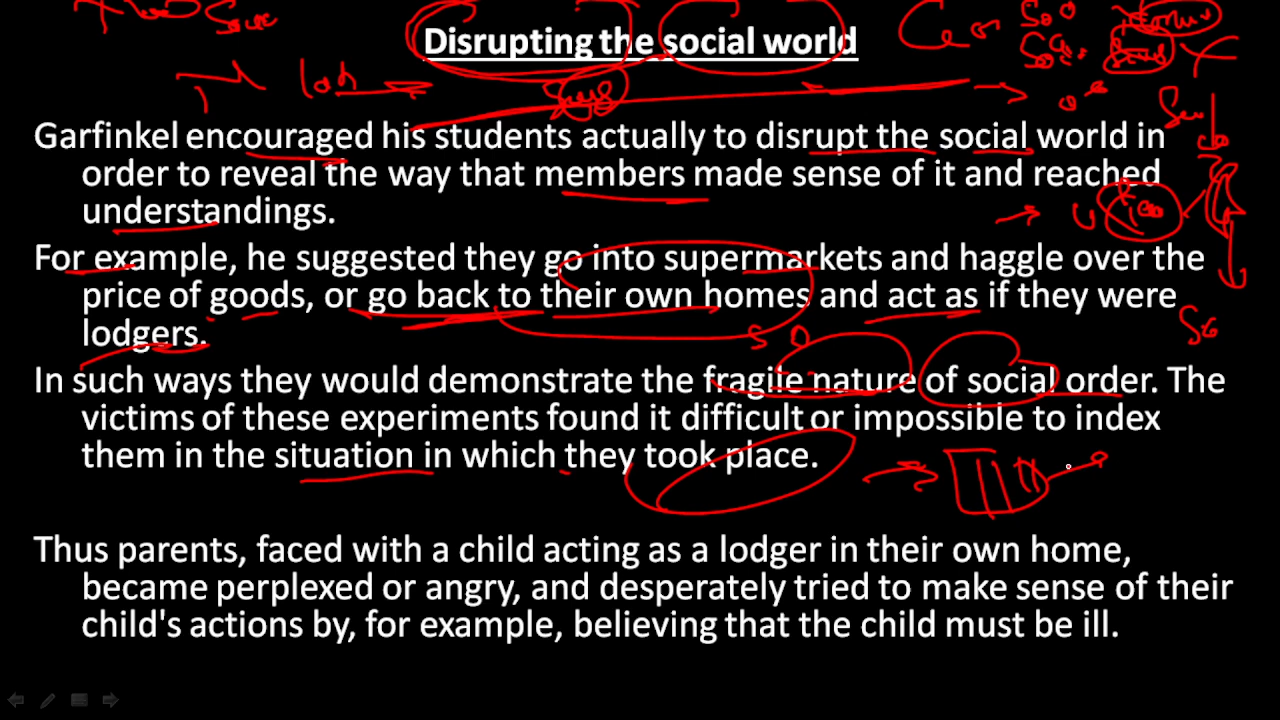 Disrupting the social world
Garfinkel encouraged his students actually to disrupt the social world in
order to reveal the way that members made sense of it and reached
understandings.
For example, he suggested they go into supermarkets and haggle over the
price of goods, or go back to their own homes and act as if they were
lodgers.
In such ways they would demonstrate the fragile nature of social order. The
victims of these experiments found it difficult or impossible to index
them in the situation in which they took place.
Thus parents, faced with a child acting as a lodger in their own home,
became perplexed or angry, and desperately tried to make sense of their
child's actions by, for example, believing that the child must be ill.